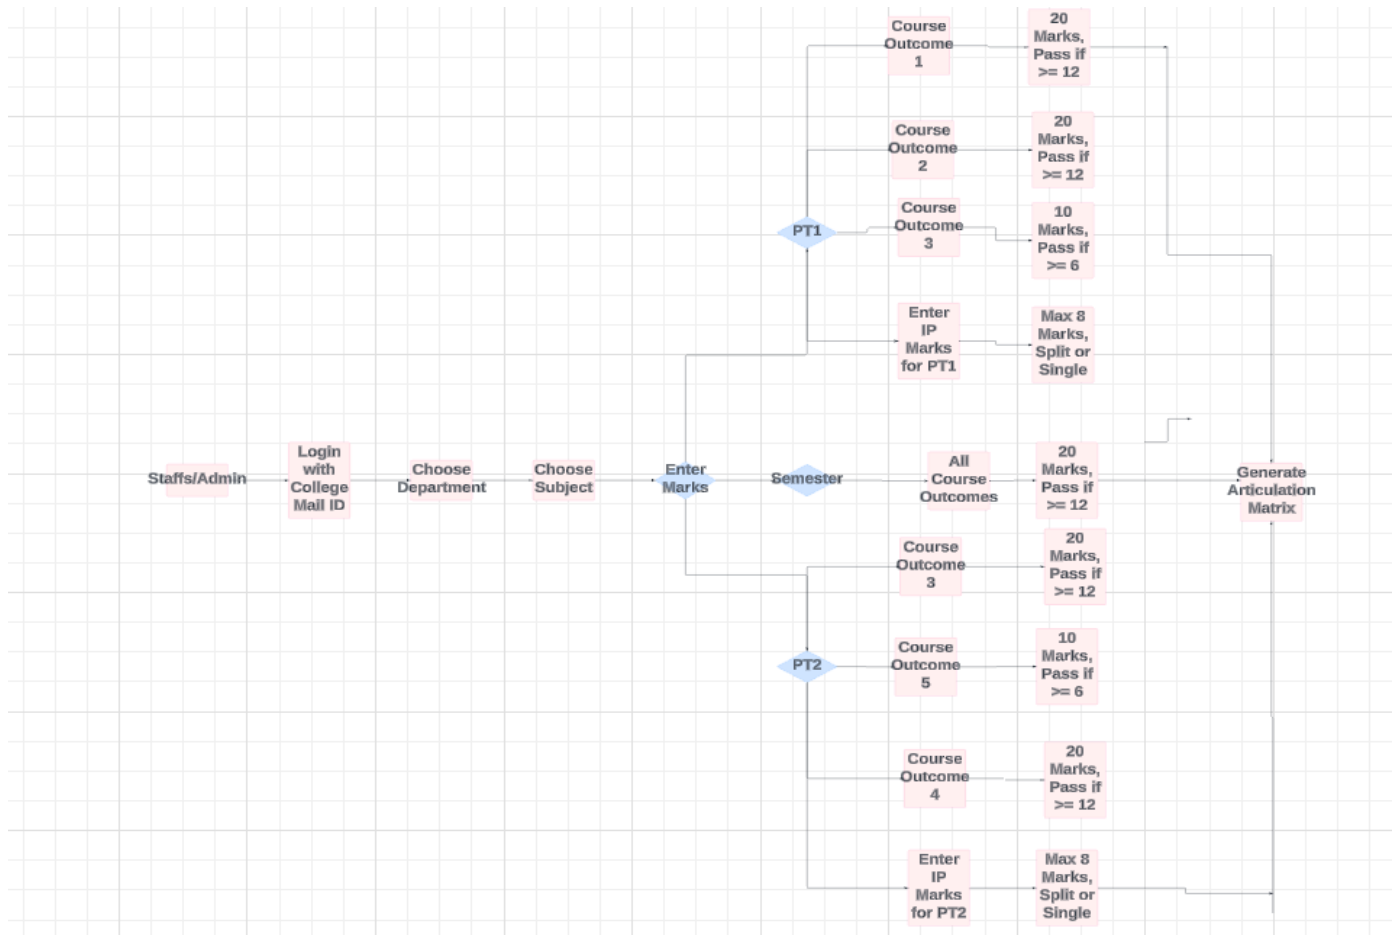 Course
Outcome
1
20
Marks,
Pass if
>= 12
Course
Outcome
2
20
Marks,
Pass if
>= 12
PT1
Course
Outcome
3
10
Marks,
Pass if
>= 6
Enter
IP
Marks
for PT1
Max 8
Marks,
Split or
Single
Staffs/Admin
Login
with
College
Mail ID
Choose
Department
Choose
Subject
Enter
Marks
Semester
All
Course
Outcomes
20
Marks,
Pass if
>= 12
Generate
Articulation
Matrix
Course
Outcome
3
20
Marks,
Pass if
>= 12
PT2
Course
Outcome
5
10
Marks,
Pass if
>= 6
Course
Outcome
4
20
Marks,
Pass if
>= 12
Enter
IP
Marks
for PT2
Max 8
Marks,
Split or
Single